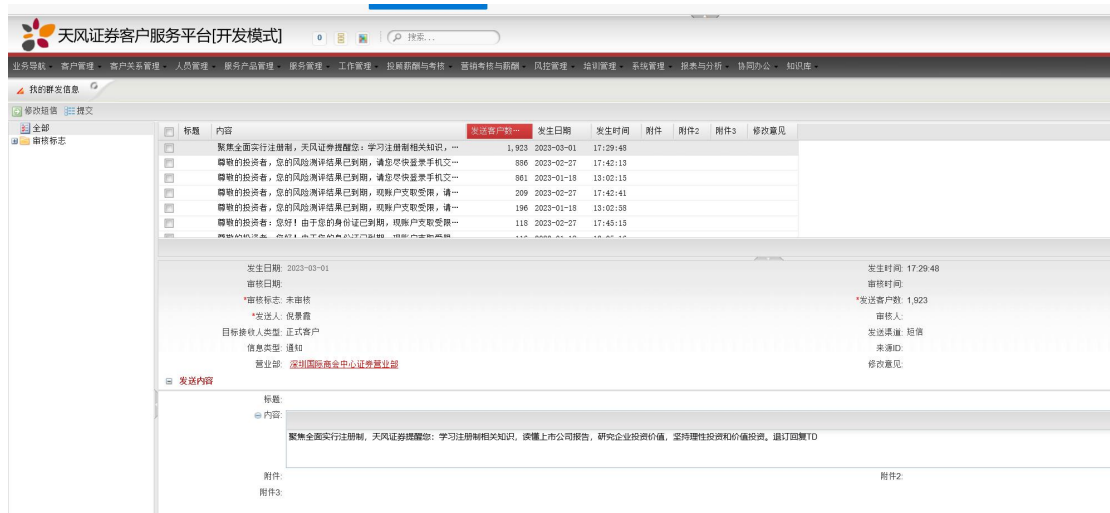 天风证券客户服务平台[开发模式] 0 搜索...
业务导航 客户管理 客户关系管理 人员管理 服务产品管理 服务管理 工作管理 投顾薪酬与考核 营销考核与薪酬 风控管理 培训管理 系统管理 报表与分析 协同办公 知识库
我的群发信息
修改短信 提交
全部
审核标志
标题 内容 发送客户数… 发生日期 发生时间 附件 附件2 附件3 修改意见
聚焦全面实行注册制，天风证券提醒您：学习注册制相关知识，… 1,923 2023-03-01 17:29:48
尊敬的投资者，您的风险测评结果已到期，请您尽快登录手机交… 886 2023-02-27 17:42:13
尊敬的投资者，您的风险测评结果已到期，请您尽快登录手机交… 861 2023-01-18 13:02:15
尊敬的投资者，您的风险测评结果已到期，现账户支取受限，请… 209 2023-02-27 17:42:41
尊敬的投资者，您的风险测评结果已到期，现账户支取受限，请… 196 2023-01-18 13:02:58
尊敬的投资者：您好！由于您的身份证已到期，现账户支取受限… 118 2023-02-27 17:45:15
发生日期: 2023-03-01 发生时间: 17:29:48
审核日期: 审核时间:
*审核标志: 未审核 *发送客户数: 1,923
*发送人: 倪景霞 审核人:
目标接收人类型: 正式客户 发送渠道: 短信
信息类型: 通知 来源ID:
营业部: 深圳国际商会中心证券营业部 修改意见:
发送内容
标题:
内容:
聚焦全面实行注册制，天风证券提醒您：学习注册制相关知识，读懂上市公司报告，研究企业投资价值，坚持理性投资和价值投资。退订回复TD
附件: 附件2:
附件3: